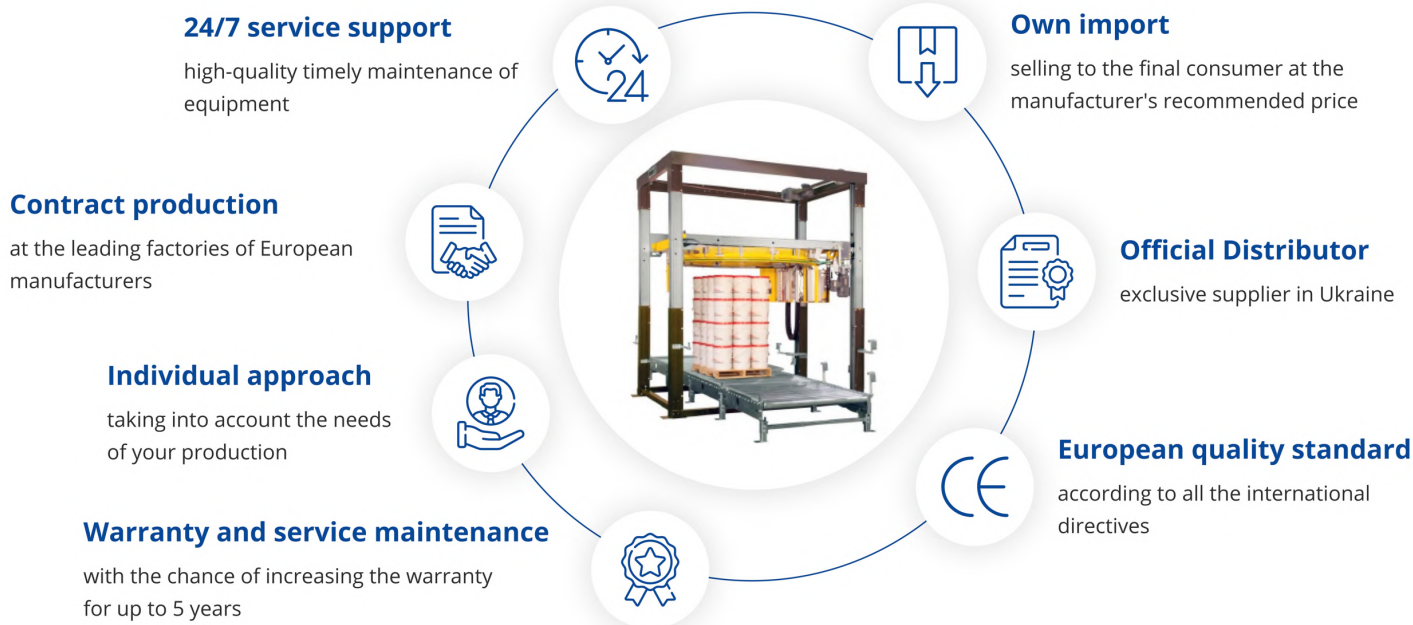 24/7 service support
high-quality timely maintenance of
equipment
Own import
selling to the final consumer at the
manufacturer's recommended price
Contract production
at the leading factories of European
manufacturers
Official Distributor
exclusive supplier in Ukraine
Individual approach
taking into account the needs
of your production
European quality standard
according to all the international
directives
Warranty and service maintenance
with the chance of increasing the warranty
for up to 5 years
24
CE